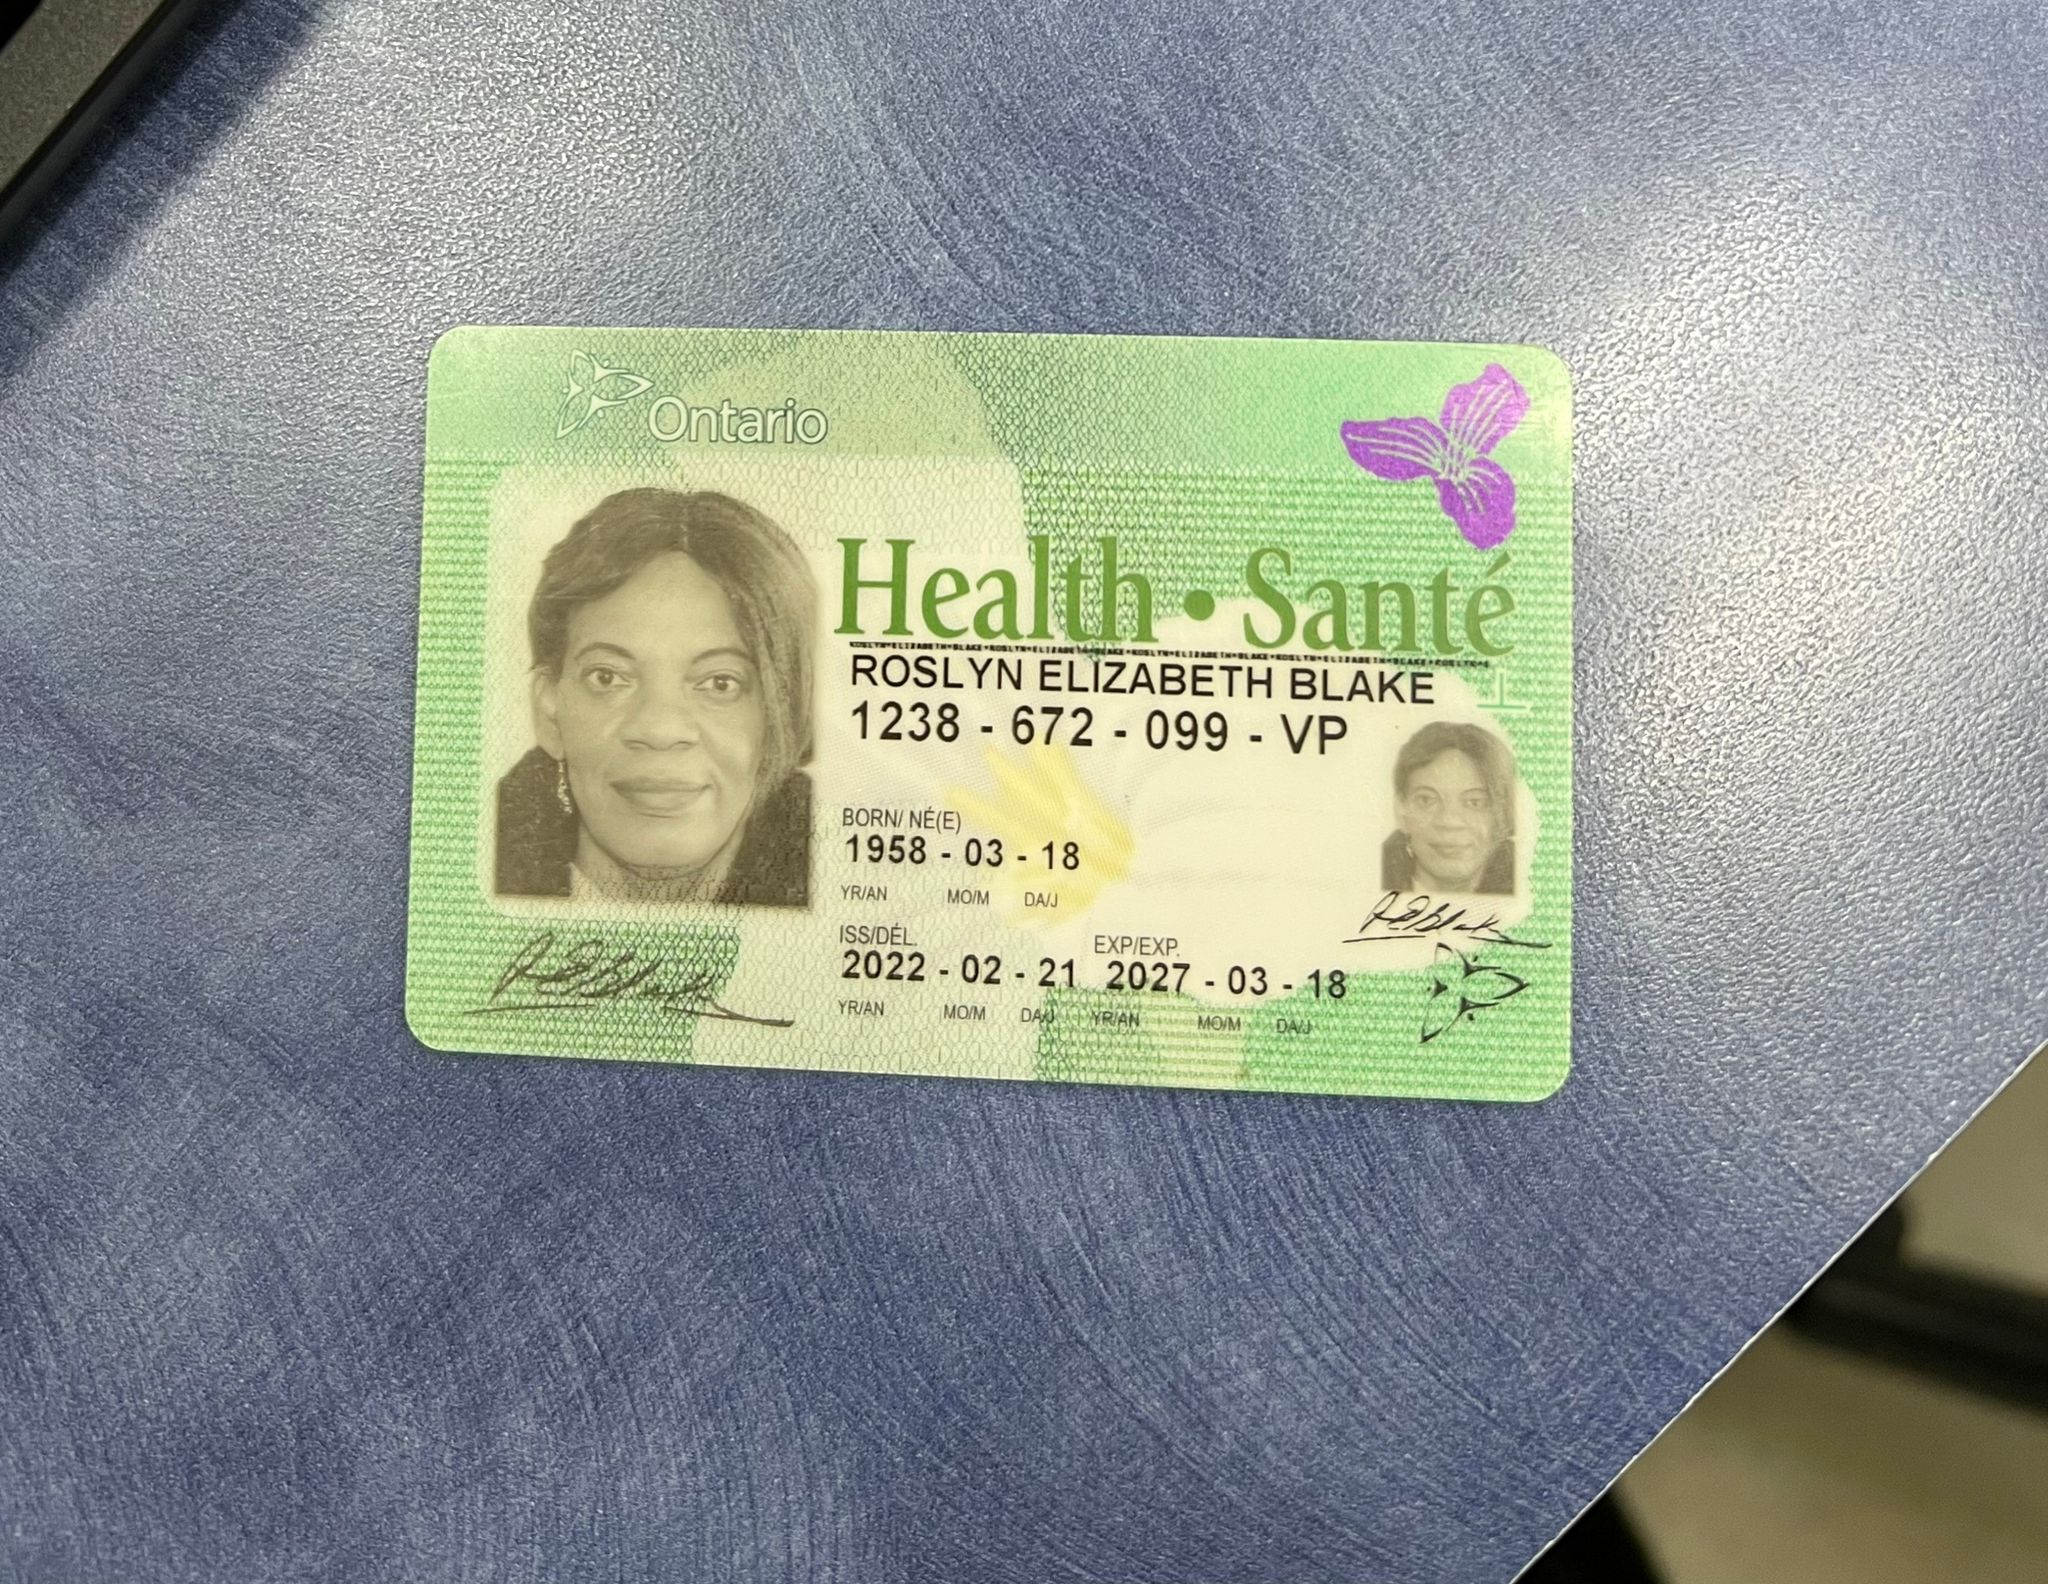 Ontario
Health • Santé
ROSLYN ELIZABETH BLAKE
1238 - 672 - 099 - VP
BORN/ NÉ(E)
1958 - 03 - 18
YR/AN MO/M DA/J
ISS/DÉL. EXP/EXP.
2022 - 02 - 21 2027 - 03 - 18
YR/AN MO/M DA/J YR/AN MO/M DA/J